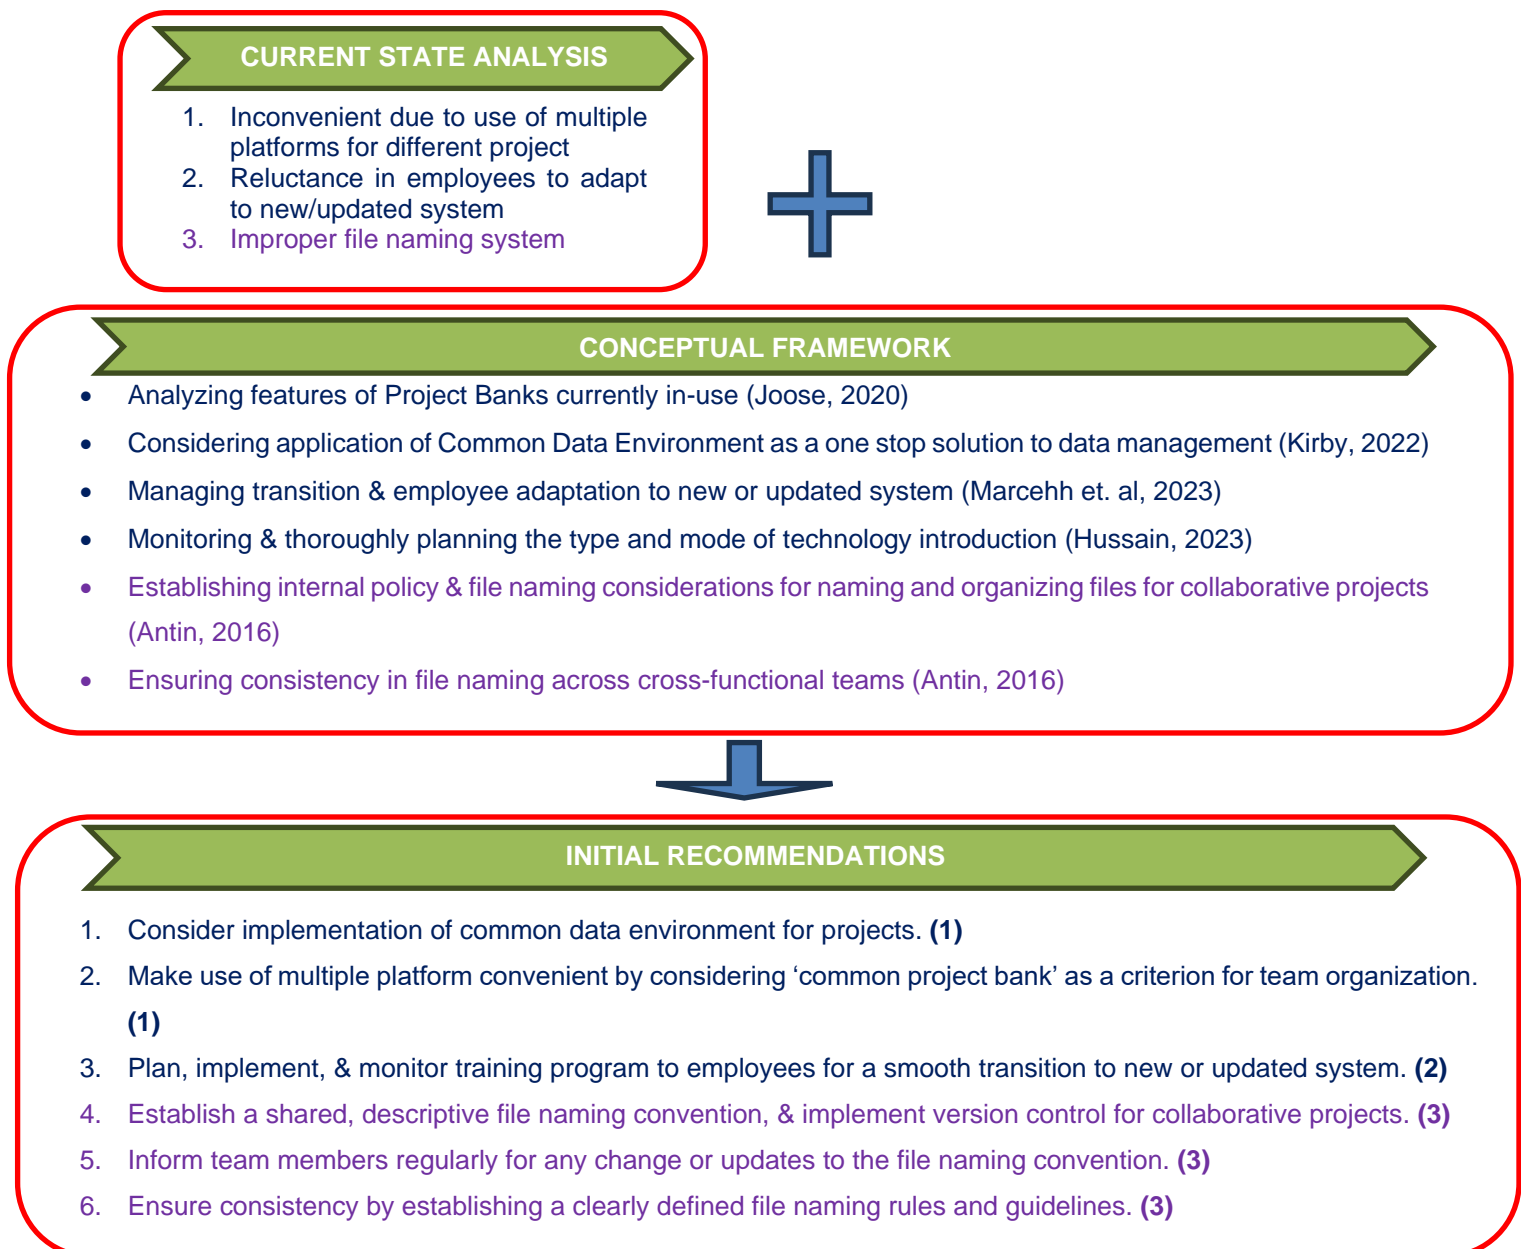 CURRENT STATE ANALYSIS
1. Inconvenient due to use of multiple
platforms for different project
2. Reluctance in employees to adapt
to new/updated system
3. Improper file naming system
CONCEPTUAL FRAMEWORK
• Analyzing features of Project Banks currently in-use (Joose, 2020)
• Considering application of Common Data Environment as a one stop solution to data management (Kirby, 2022)
• Managing transition & employee adaptation to new or updated system (Marcehh et. al, 2023)
• Monitoring & thoroughly planning the type and mode of technology introduction (Hussain, 2023)
• Establishing internal policy & file naming considerations for naming and organizing files for collaborative projects
(Antin, 2016)
• Ensuring consistency in file naming across cross-functional teams (Antin, 2016)
INITIAL RECOMMENDATIONS
1. Consider implementation of common data environment for projects. (1)
2. Make use of multiple platform convenient by considering ‘common project bank’ as a criterion for team organization.
(1)
3. Plan, implement, & monitor training program to employees for a smooth transition to new or updated system. (2)
4. Establish a shared, descriptive file naming convention, & implement version control for collaborative projects. (3)
5. Inform team members regularly for any change or updates to the file naming convention. (3)
6. Ensure consistency by establishing a clearly defined file naming rules and guidelines. (3)